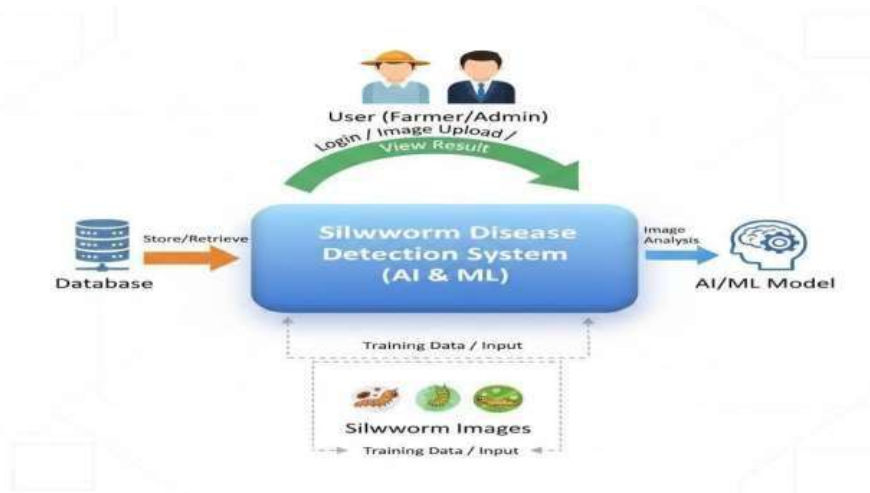 User (Farmer/Admin)
Login / Image Upload /
View Result
Silwworm Disease
Detection System
(AI & ML)
Store/Retrieve
Database
Image
Analysis
AI/ML Model
Training Data / Input
Silwworm Images
Training Data / Input